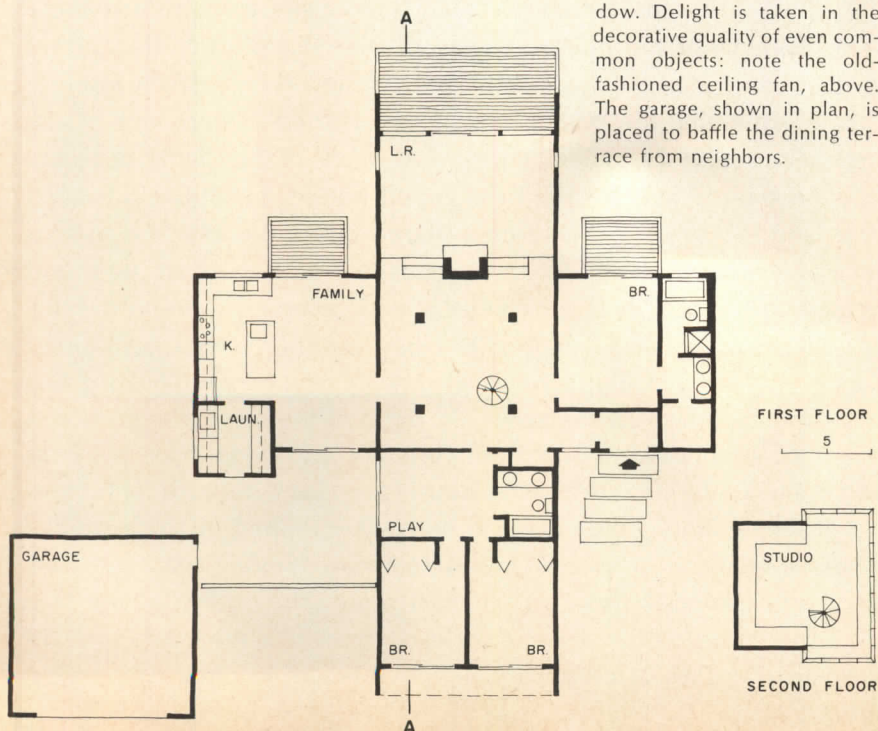 dow. Delight is taken in the
decorative quality of even com-
mon objects: note the old-
fashioned ceiling fan, above.
The garage, shown in plan, is
placed to baffle the dining ter-
race from neighbors.
A
L.R.
FAMILY
BR.
K.
LAUN.
FIRST FLOOR
5
PLAY
GARAGE
STUDIO
BR.
BR.
SECOND FLOOR
A